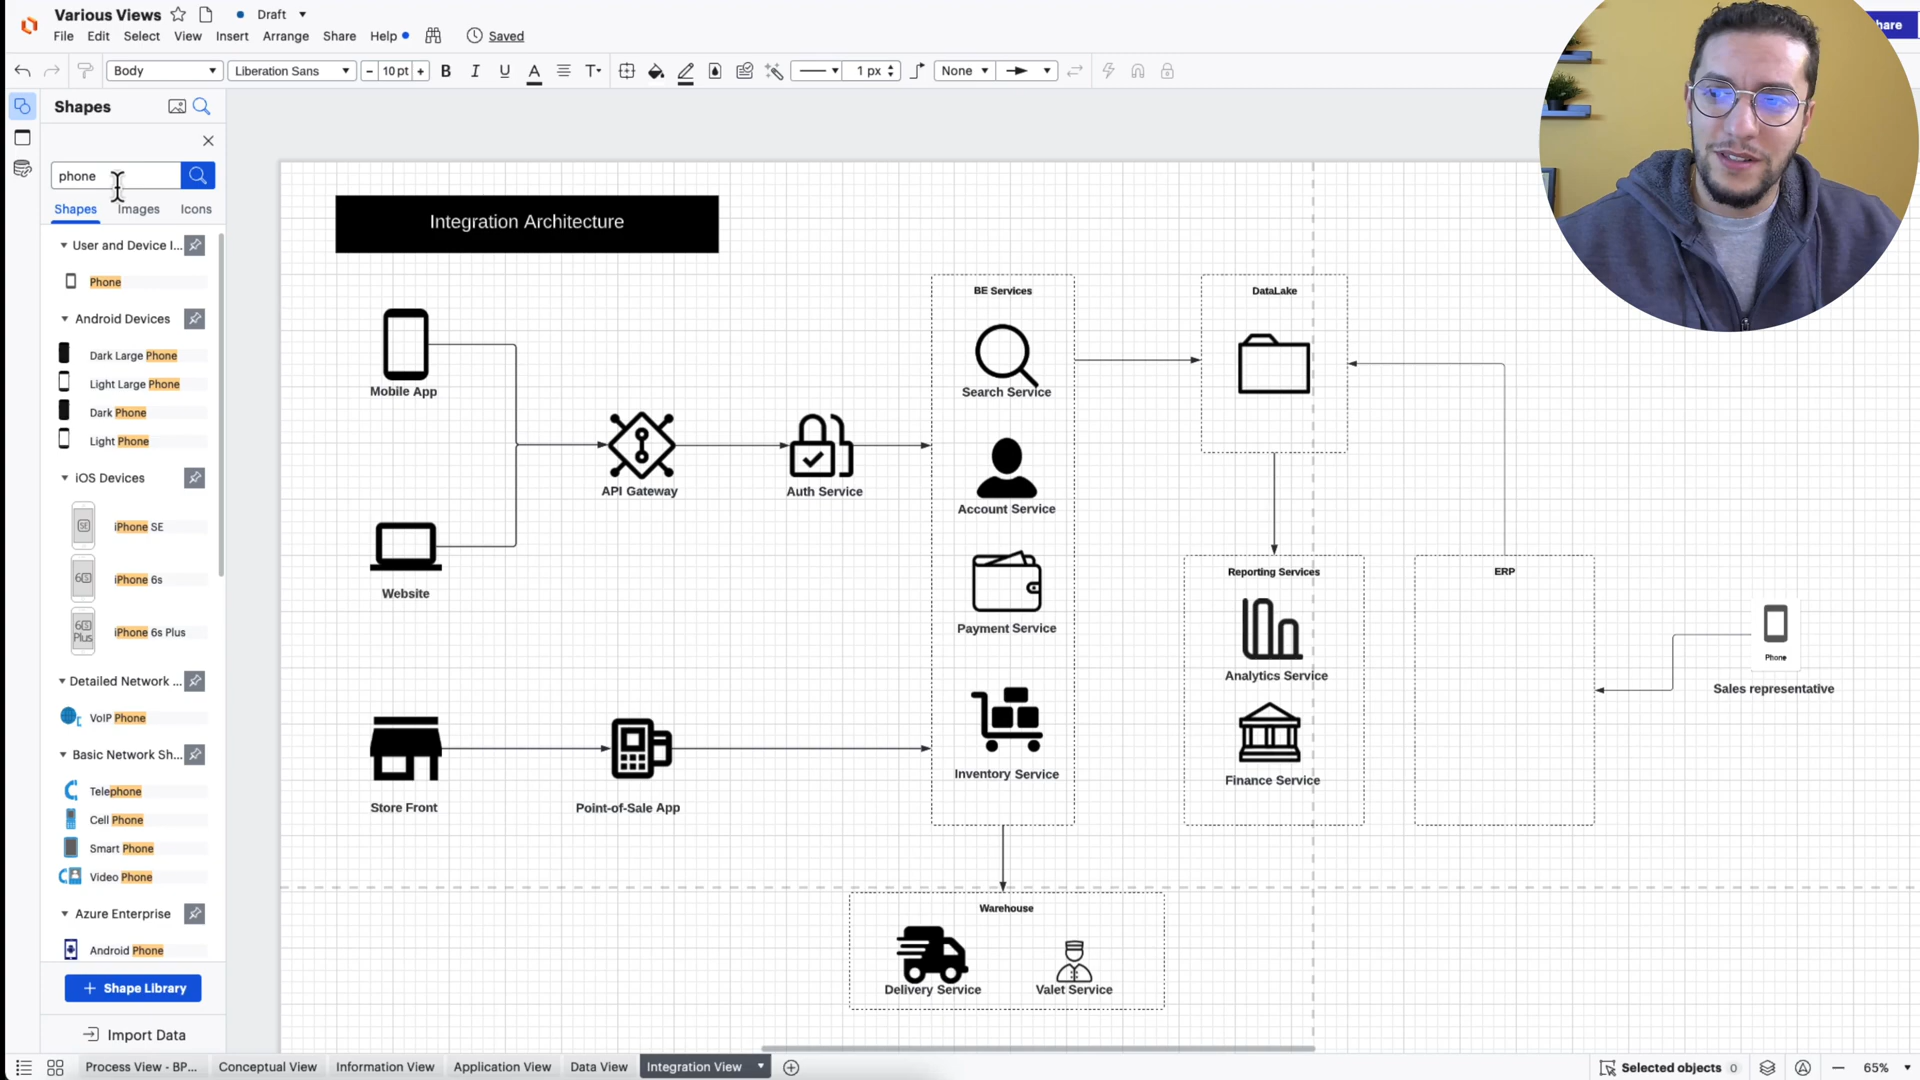 Various Views
Draft
File Edit Select View Insert Arrange Share Help
Saved
hare
Body
Liberation Sans
10 pt
B I U A T
1 px
None
Shapes
phone
Shapes Images Icons
User and Device I...
Phone
Android Devices
Dark Large Phone
Light Large Phone
Dark Phone
Light Phone
iOS Devices
SE
iPhone SE
6S
iPhone 6s
6S Plus
iPhone 6s Plus
Detailed Network ...
VoIP Phone
Basic Network Sh...
Telephone
Cell Phone
Smart Phone
Video Phone
Azure Enterprise
Android Phone
+ Shape Library
Import Data
Integration Architecture
Mobile App
Website
API Gateway
Auth Service
Store Front
Point-of-Sale App
BE Services
Search Service
Account Service
Payment Service
Inventory Service
DataLake
Reporting Services
Analytics Service
Finance Service
ERP
Phone
Sales representative
Warehouse
Delivery Service
Valet Service
Process View - BP...
Conceptual View
Information View
Application View
Data View
Integration View
Selected objects 0
65%